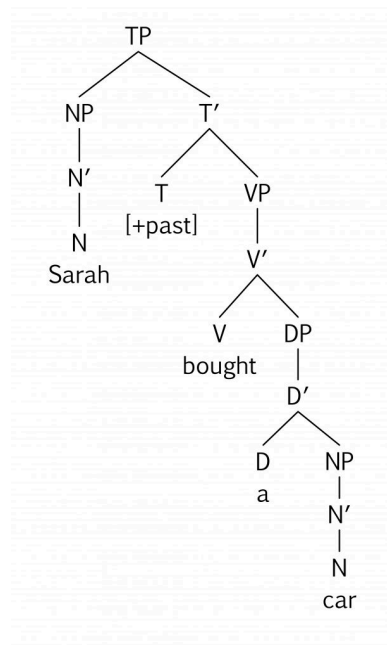 TP
NP T′
N′ T VP
[+past]
N V′
Sarah
V DP
bought
D′
D NP
a
N′
N
car